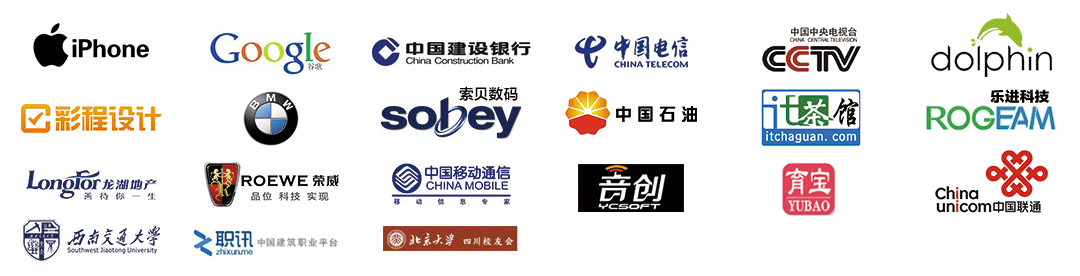 iPhone
Google
谷歌
中国建设银行
China Construction Bank
中国电信
CHINA TELECOM
中国中央电视台
CHINA CENTRAL TELEVISION
CCTV
dolphin
彩程设计
BMW
索贝数码
sobey
中国石油
it茶馆
itchaguan.com
乐进科技
ROGEAM
Longfor龙湖地产
善待你一生
ROEWE 荣威
品位 科技 实现
中国移动通信
CHINA MOBILE
移动信息专家
音创
YCSOFT
育宝
YUBAO
China
unicom中国联通
西南交通大学
Southwest Jiaotong University
职讯
zhixun.me
中国建筑职业平台
北京大学 四川校友会